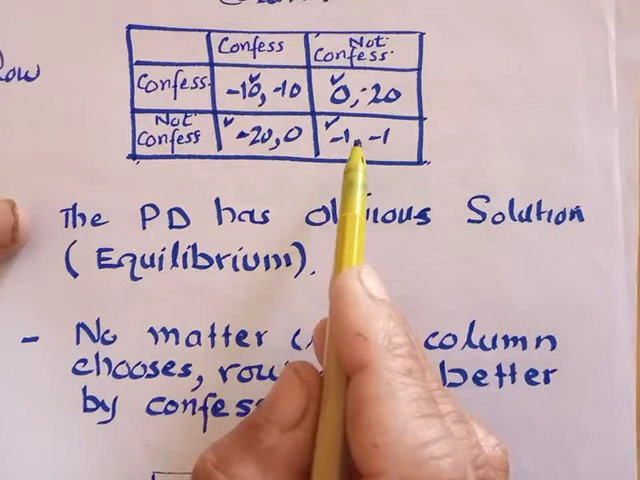 Row
Confess Not Confess
Confess -10, -10 0, -20
Not Confess -20, 0 -1, -1
The PD has Solution
(Equilibrium).
- No matter column
chooses, better
by